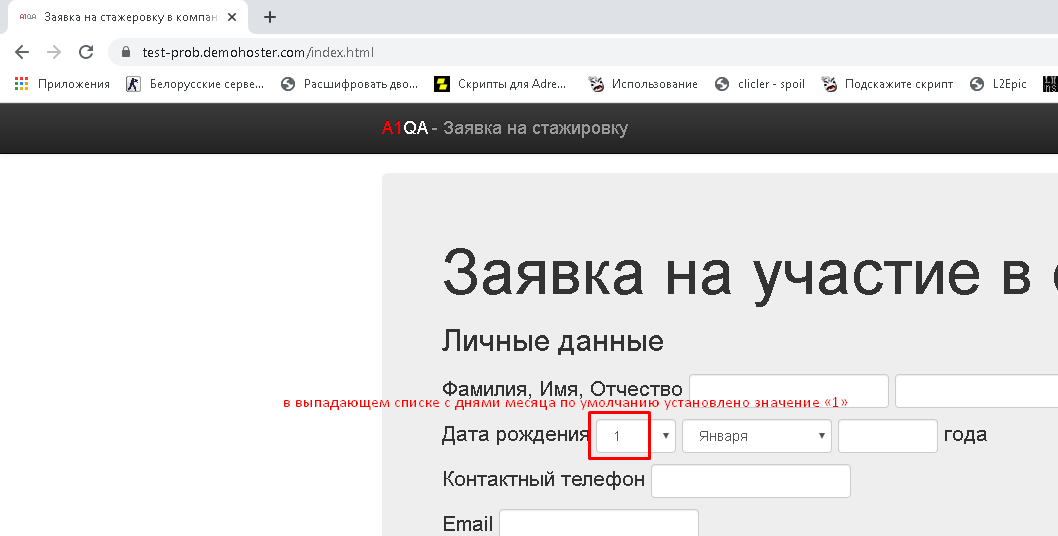 A1QA Заявка на стажеровку в компан
test-prob.demohoster.com/index.html
Приложения Белорусские серве... Расшифровать дво... Скрипты для Adre... Использование clicler - spoil Подскажите скрипт L2Epic
A1QA - Заявка на стажировку
Заявка на участие в с
Личные данные
Фамилия, Имя, Отчество
в выпадающем списке с днями месяца по умолчанию установлено значение «1»
Дата рождения 1 Января года
Контактный телефон
Email